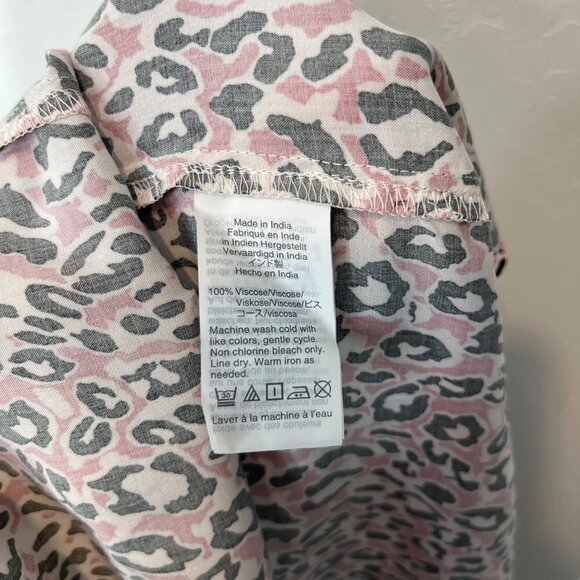 Made in India
Fabriqué en Inde
In Indien Hergestellt
Vervaardigd in India
インド製
Hecho en India
100% Viscose/Viscose/
Viskose/Viscose/ビス
コース/viscosa
Machine wash cold with
like colors, gentle cycle.
Non chlorine bleach only.
Line dry. Warm iron as
needed.
Laver à la machine à l'eau